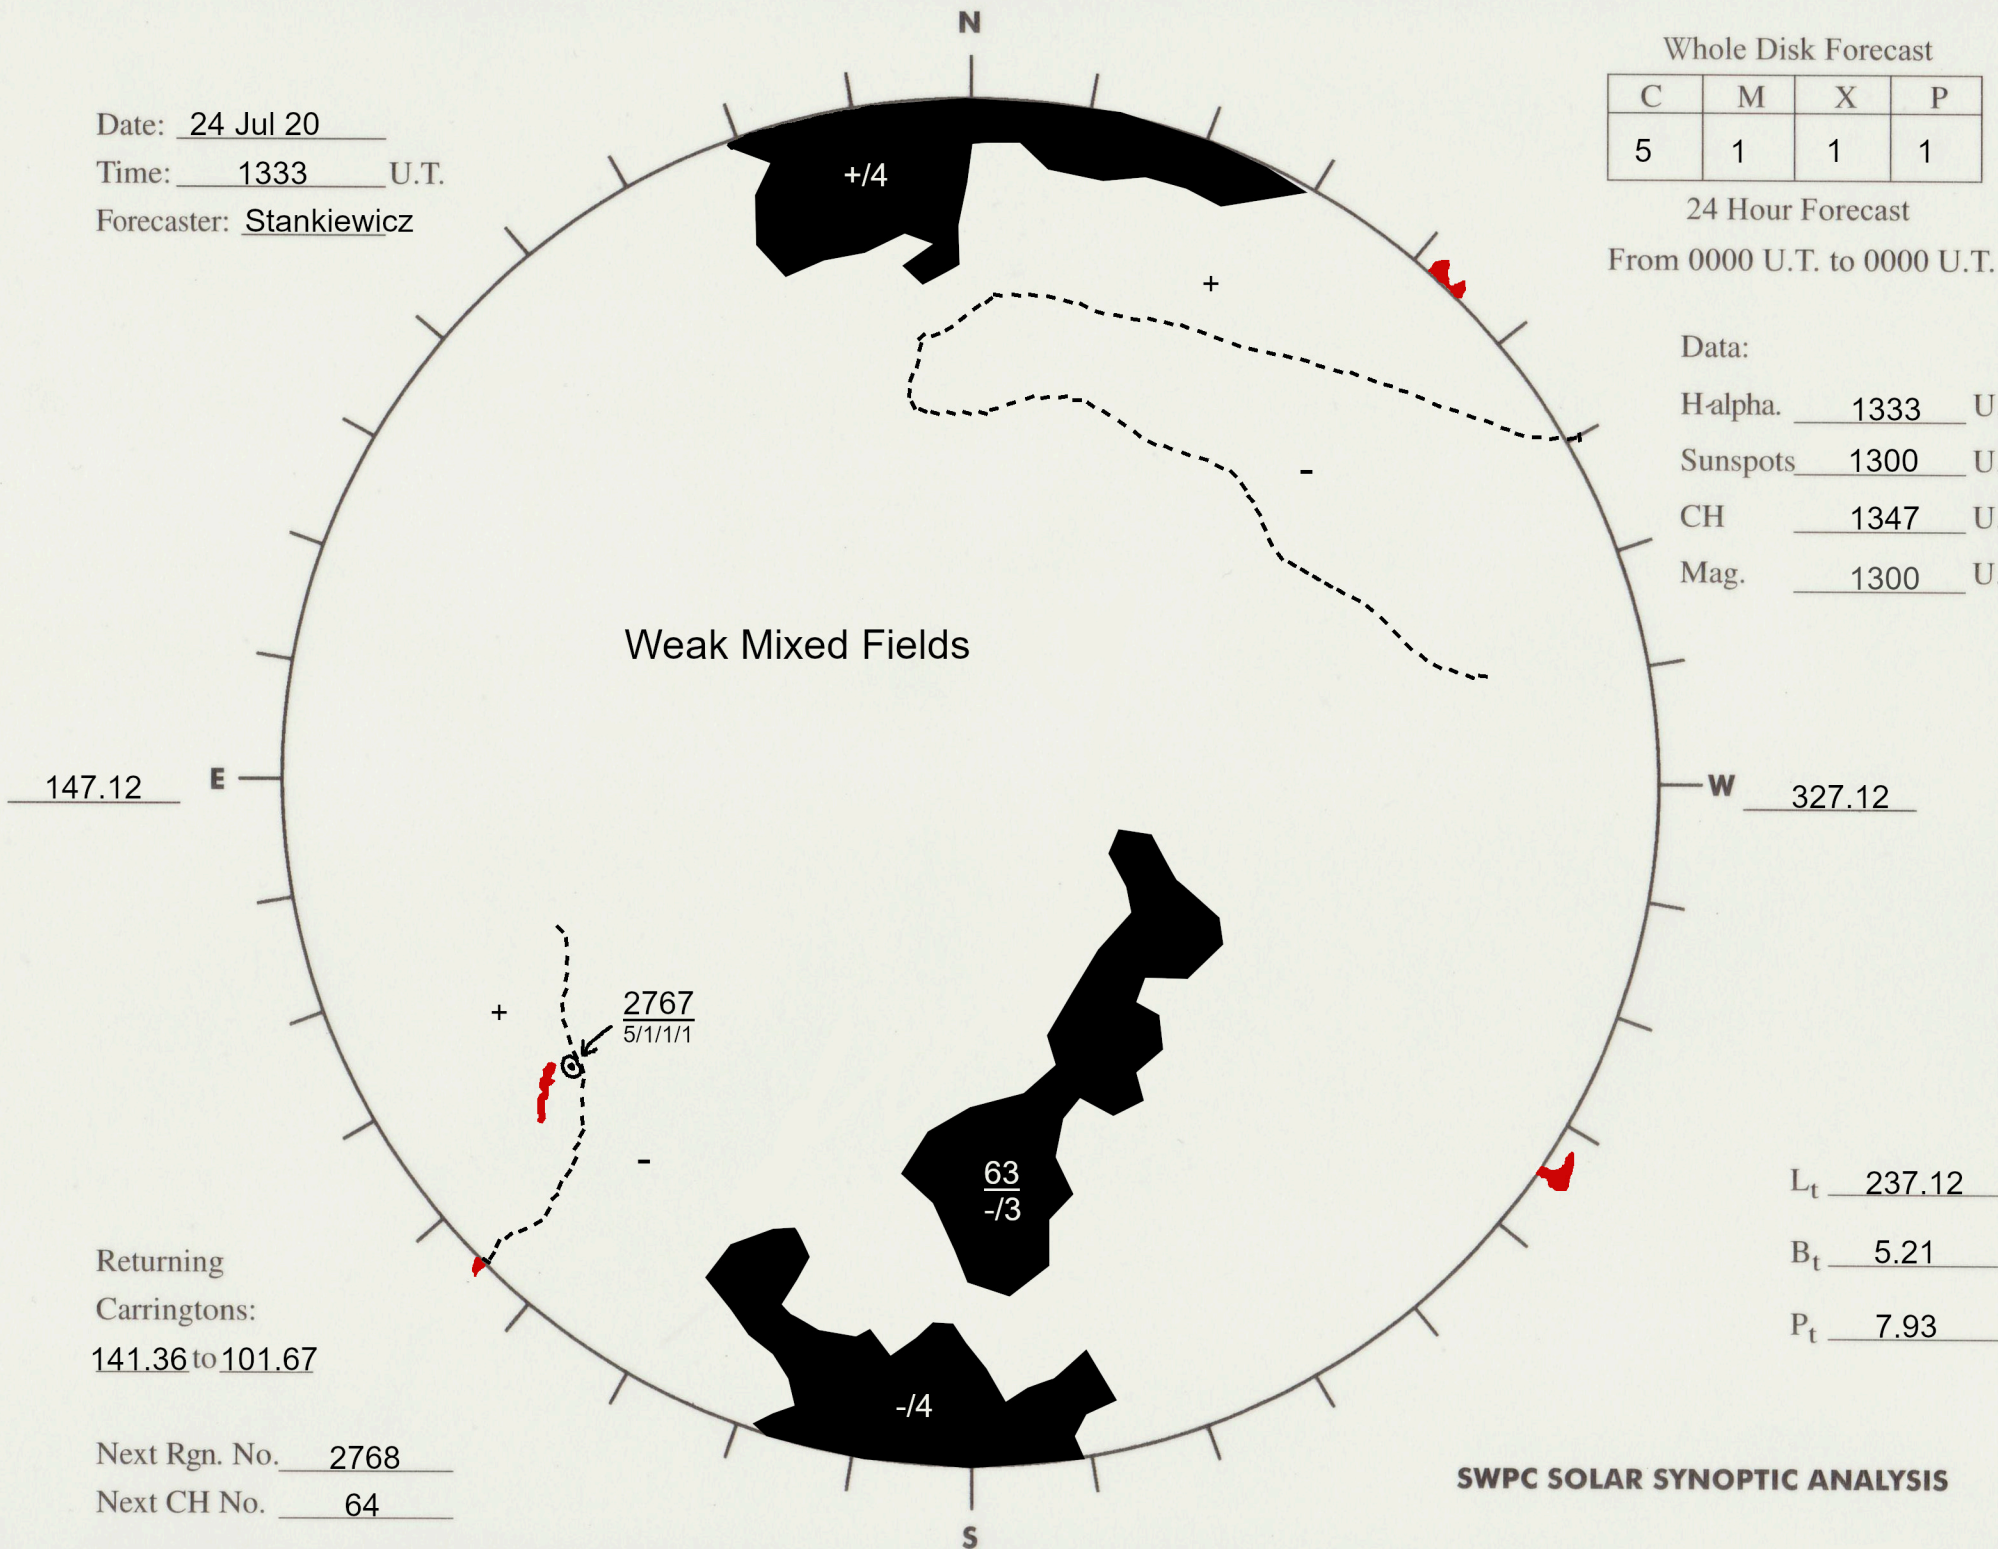 N
Whole Disk Forecast
C M X P
5 1 1 1
24 Hour Forecast
From 0000 U.T. to 0000 U.T.
Date: 24 Jul 20
Time: 1333 U.T.
Forecaster: Stankiewicz
+/4
+
Data:
H-alpha. 1333 U
Sunspots 1300 U
CH 1347 U
Mag. 1300 U
-
Weak Mixed Fields
147.12 E
W 327.12
+
2767
5/1/1/1
-
63
-/3
Lt 237.12
Bt 5.21
Pt 7.93
Returning
Carringtons:
141.36 to 101.67
-/4
Next Rgn. No. 2768
Next CH No. 64
SWPC SOLAR SYNOPTIC ANALYSIS
S